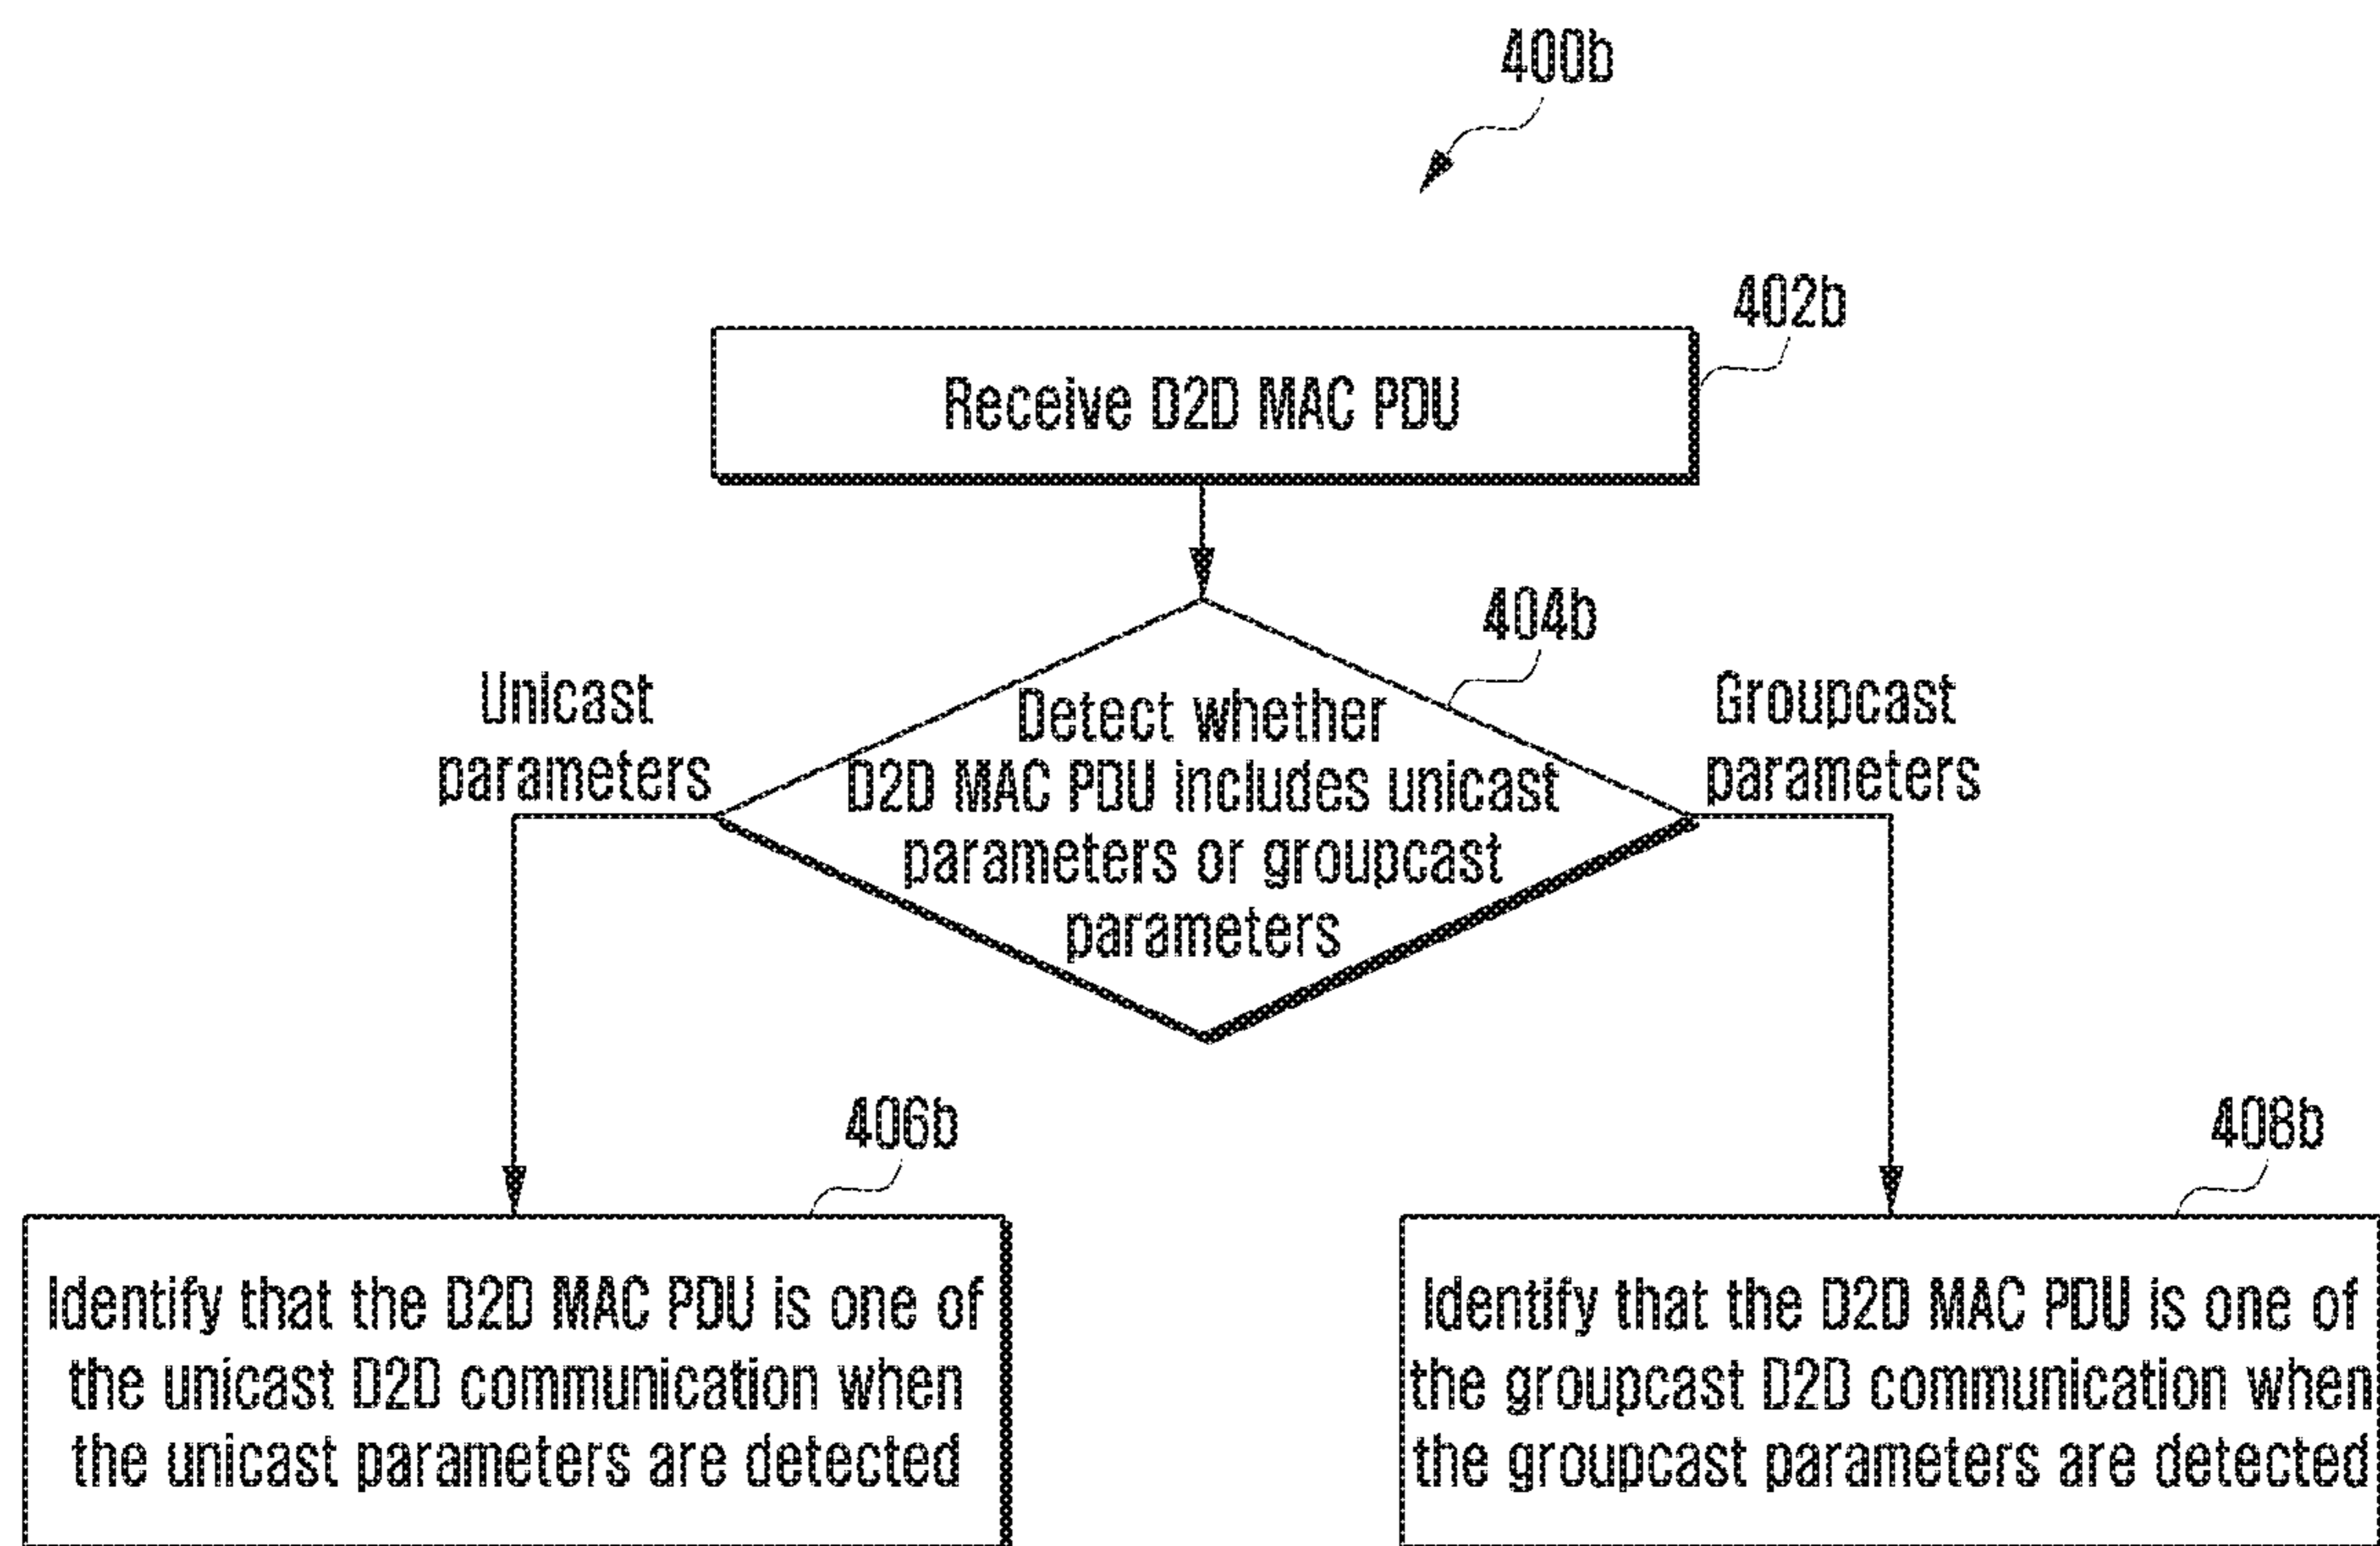 400b
402b
Receive D2D MAC PDU
404b
Unicast
parameters
Detect whether
D2D MAC PDU includes unicast
parameters or groupcast
parameters
Groupcast
parameters
406b
408b
Identify that the D2D MAC PDU is one of
the unicast D2D communication when
the unicast parameters are detected
Identify that the D2D MAC PDU is one of
the groupcast D2D communication when
the groupcast parameters are detected